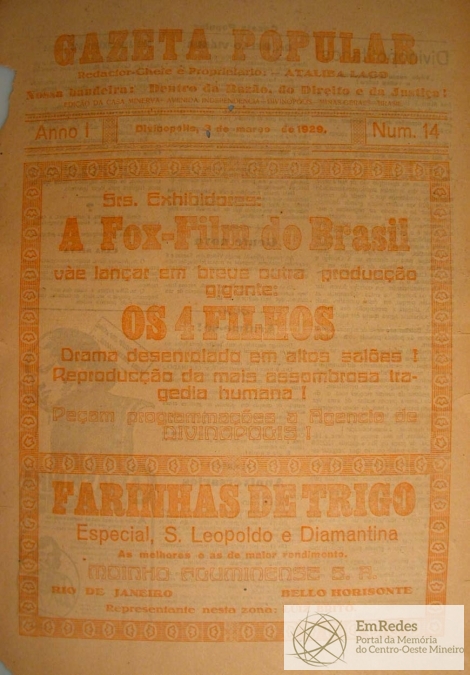 GAZETA POPULAR
Redactor-Chefe e Proprietario: - ATALIBA LAGO
Nossa bandeira: Dentro da Razão, do Direito e da Justiça!
Anno I
Divinopolis, de março de 1929.
Num. 14
Srs. Exhibidores:
A Fox-Film do Brasil
váe lançar em breve outra producção
gigante:
OS 4 FILHOS
Drama desenrolado em altos salões!
Reproducção da mais assombrosa tra-
gedia humana!
Peçam programmações a Agencia de
DIVINOPOLIS!
FARINHAS DE TRIGO
Especial, S. Leopoldo e Diamantina
As melhores e as de maior rendimento.
MOINHO FLUMINENSE S. A.
RIO DE JANEIRO
BELLO HORISONTE
Representante nesta zona:
EmRedes
Portal da Memória
do Centro-Oeste Mineiro